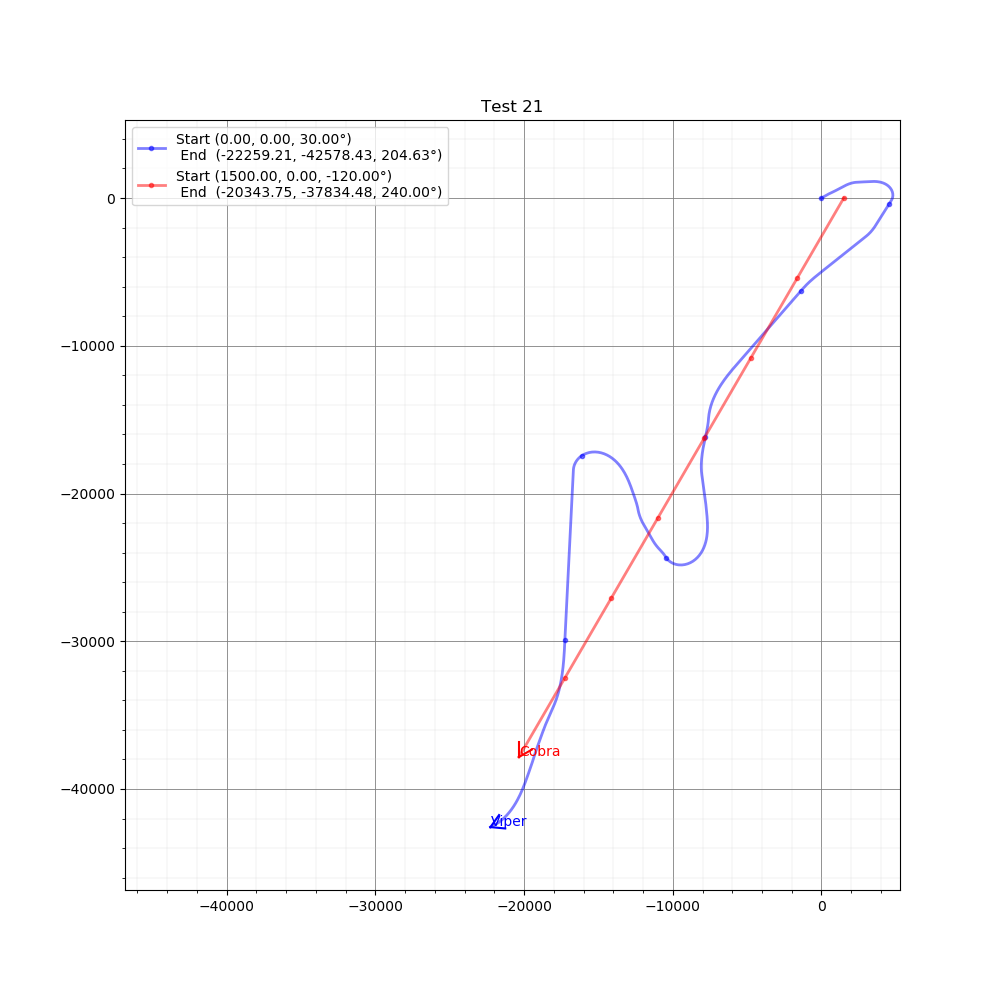 Test 21
Start (0.00, 0.00, 30.00°)
End  (-22259.21, -42578.43, 204.63°)
Start (1500.00, 0.00, -120.00°)
End  (-20343.75, -37834.48, 240.00°)
0
−10000
−20000
−30000
−40000
Cobra
Viper
−40000
−30000
−20000
−10000
0